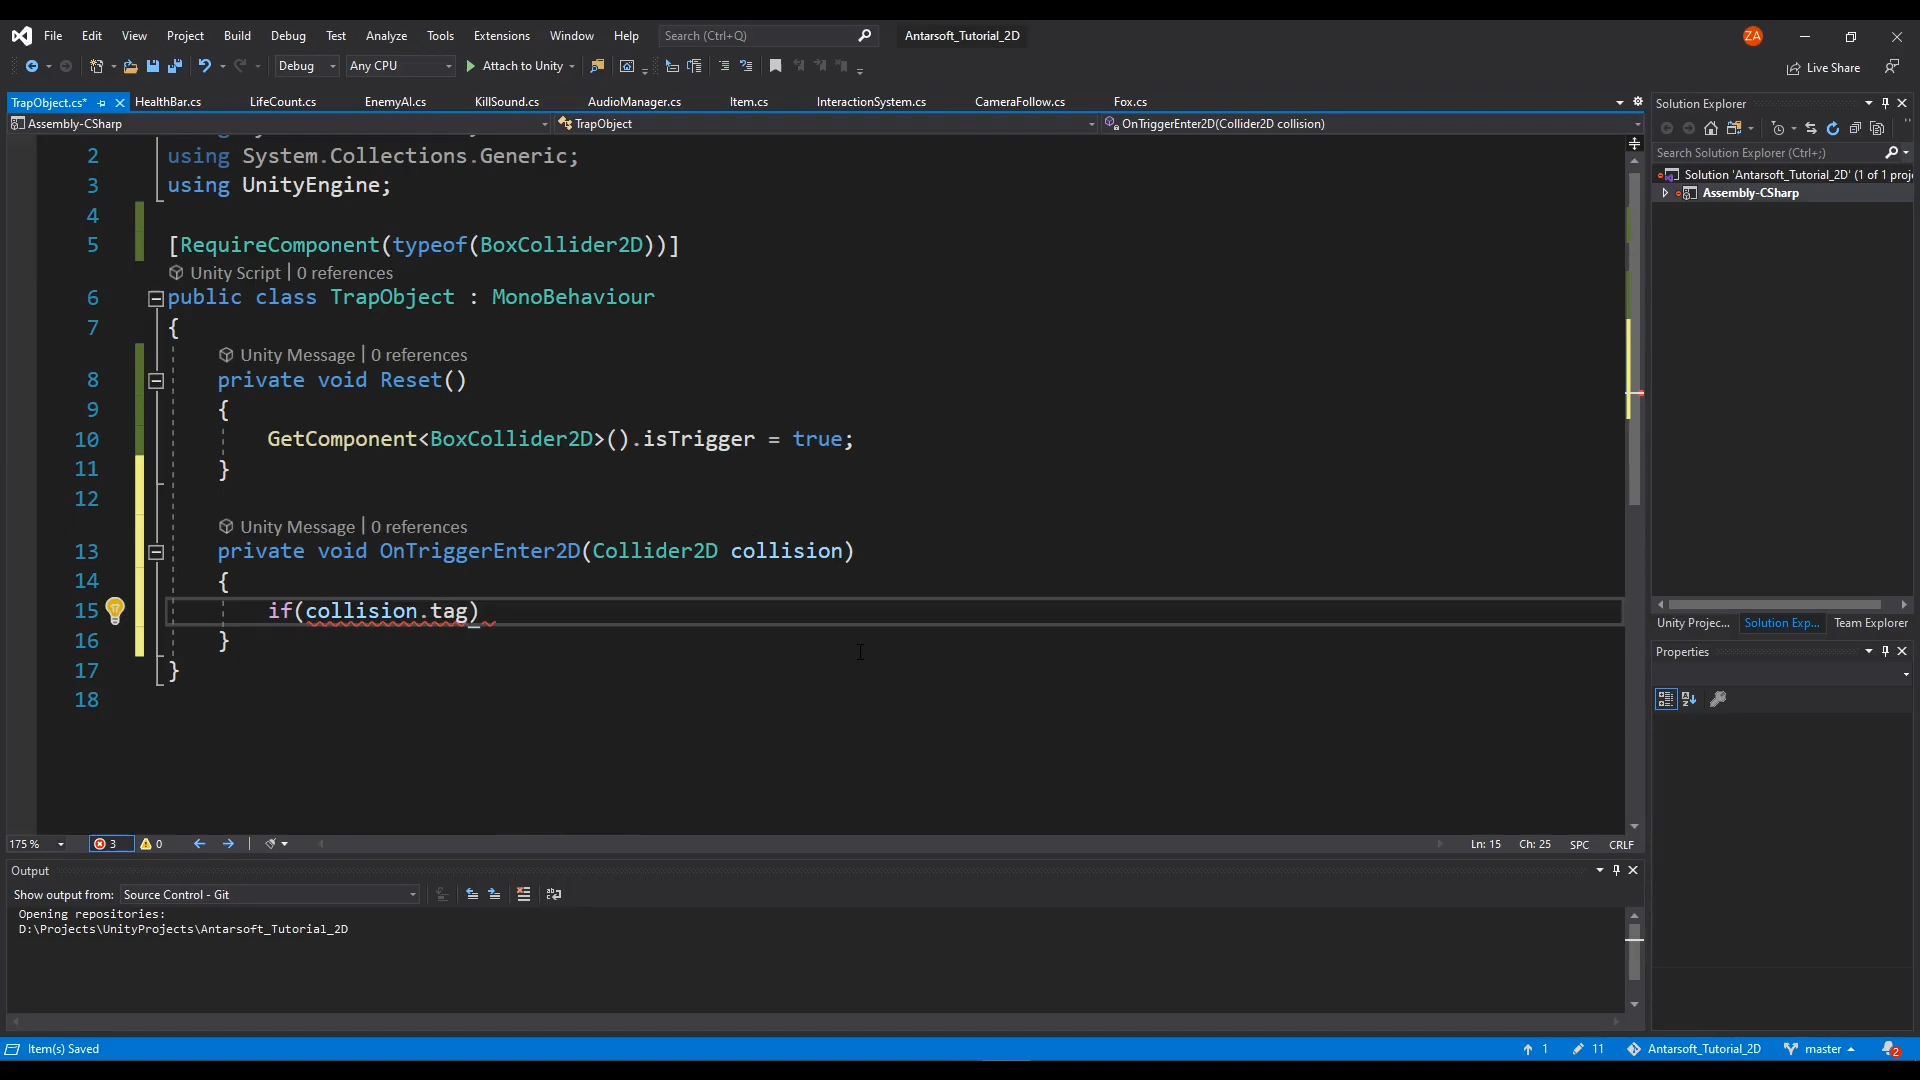 File Edit View Project Build Debug Test Analyze Tools Extensions Window Help Search (Ctrl+Q) Antarsoft_Tutorial_2D ZA
Debug Any CPU Attach to Unity Live Share
TrapObject.cs* HealthBar.cs LifeCount.cs EnemyAI.cs KillSound.cs AudioManager.cs Item.cs InteractionSystem.cs CameraFollow.cs Fox.cs
Assembly-CSharp TrapObject OnTriggerEnter2D(Collider2D collision)
2 using System.Collections.Generic;
3 using UnityEngine;
4
5 [RequireComponent(typeof(BoxCollider2D))]
Unity Script | 0 references
6 public class TrapObject : MonoBehaviour
7 {
Unity Message | 0 references
8 private void Reset()
9 {
10 GetComponent<BoxCollider2D>().isTrigger = true;
11 }
12
Unity Message | 0 references
13 private void OnTriggerEnter2D(Collider2D collision)
14 {
15 if(collision.tag)
16 }
17 }
18
175 % 3 0 Ln: 15 Ch: 25 SPC CRLF
Output
Show output from: Source Control - Git
Opening repositories:
D:\Projects\UnityProjects\Antarsoft_Tutorial_2D
Solution Explorer
Search Solution Explorer (Ctrl+;)
Solution 'Antarsoft_Tutorial_2D' (1 of 1 proj
Assembly-CSharp
Unity Projec... Solution Exp... Team Explorer
Properties
Item(s) Saved 1 11 Antarsoft_Tutorial_2D master 2